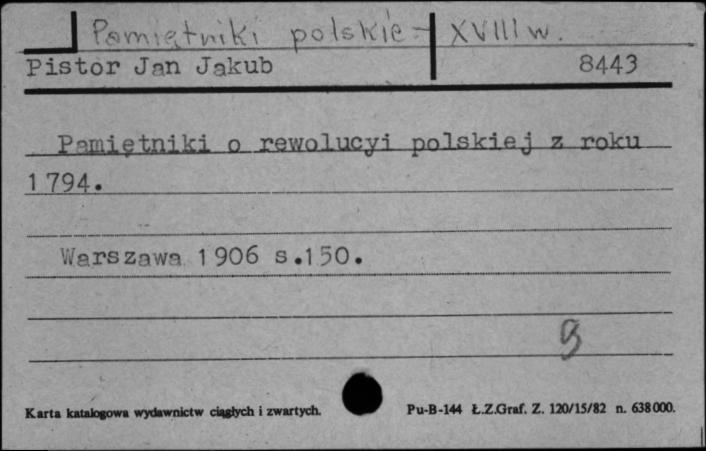 Pamiętniki polskie - XVIII w.
Pistor Jan Jakub 8443
Pamiętniki o rewolucyi polskiej z roku
1794.
Warszawa 1906 s.150.
Karta katalogowa wydawnictw ciągłych i zwartych. Pu-B-144 Ł.Z.Graf. Z. 120/15/82 n. 638000.